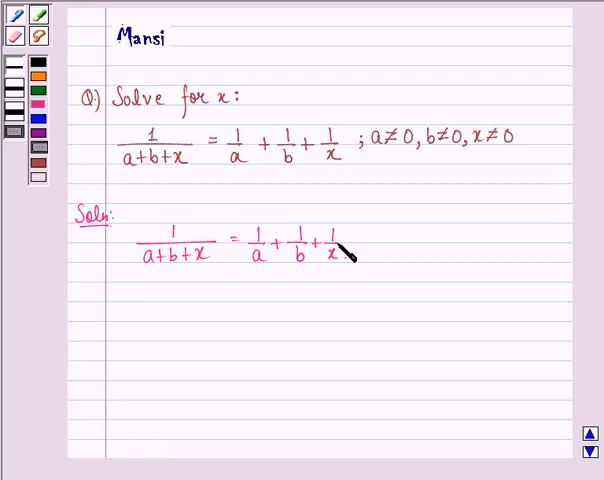 Mansi
Q.) Solve for x:
1/(a+b+x) = 1/a + 1/b + 1/x ; a≠0, b≠0, x≠0
Soln:
1/(a+b+x) = 1/a + 1/b + 1/x